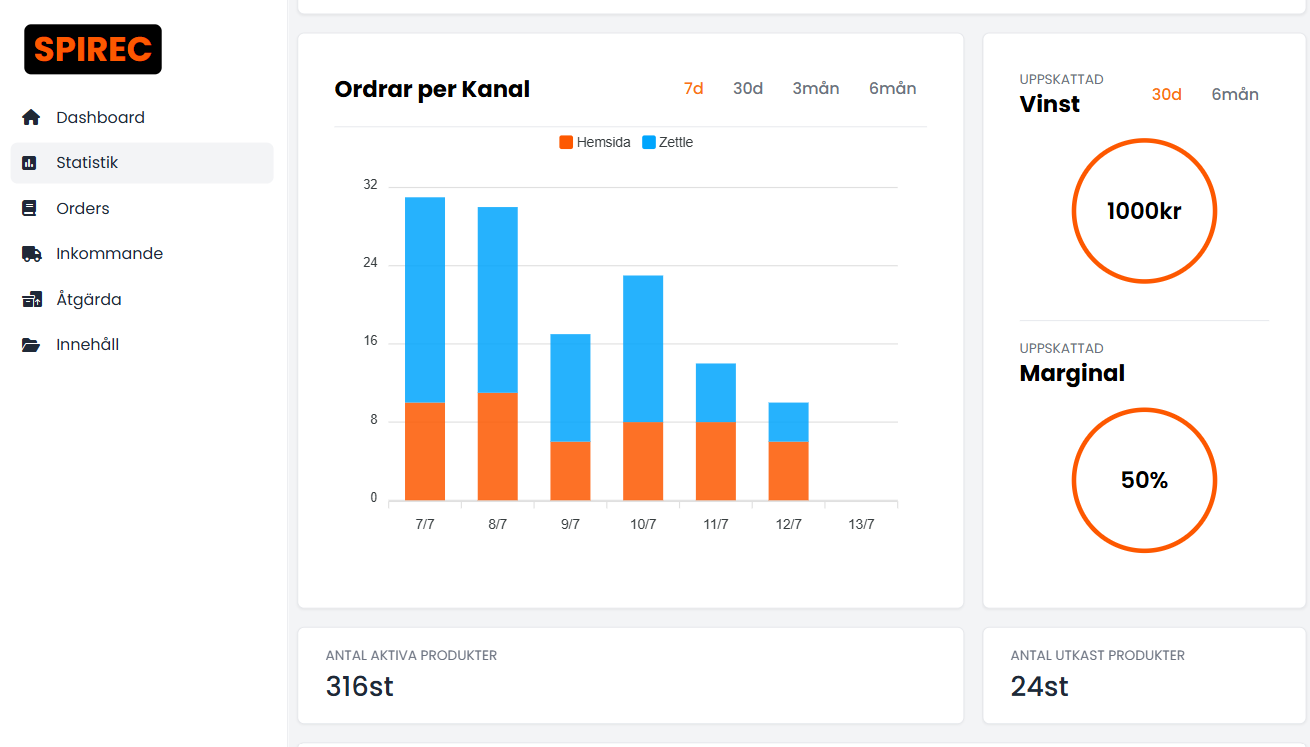 SPIREC
Dashboard
Statistik
Orders
Inkommande
Åtgärda
Innehåll
Ordrar per Kanal
7d 30d 3mån 6mån
Hemsida Zettle
32
24
16
8
0
7/7 8/7 9/7 10/7 11/7 12/7 13/7
UPPSKATTAD
Vinst
30d 6mån
1000kr
UPPSKATTAD
Marginal
50%
ANTAL AKTIVA PRODUKTER
316st
ANTAL UTKAST PRODUKTER
24st